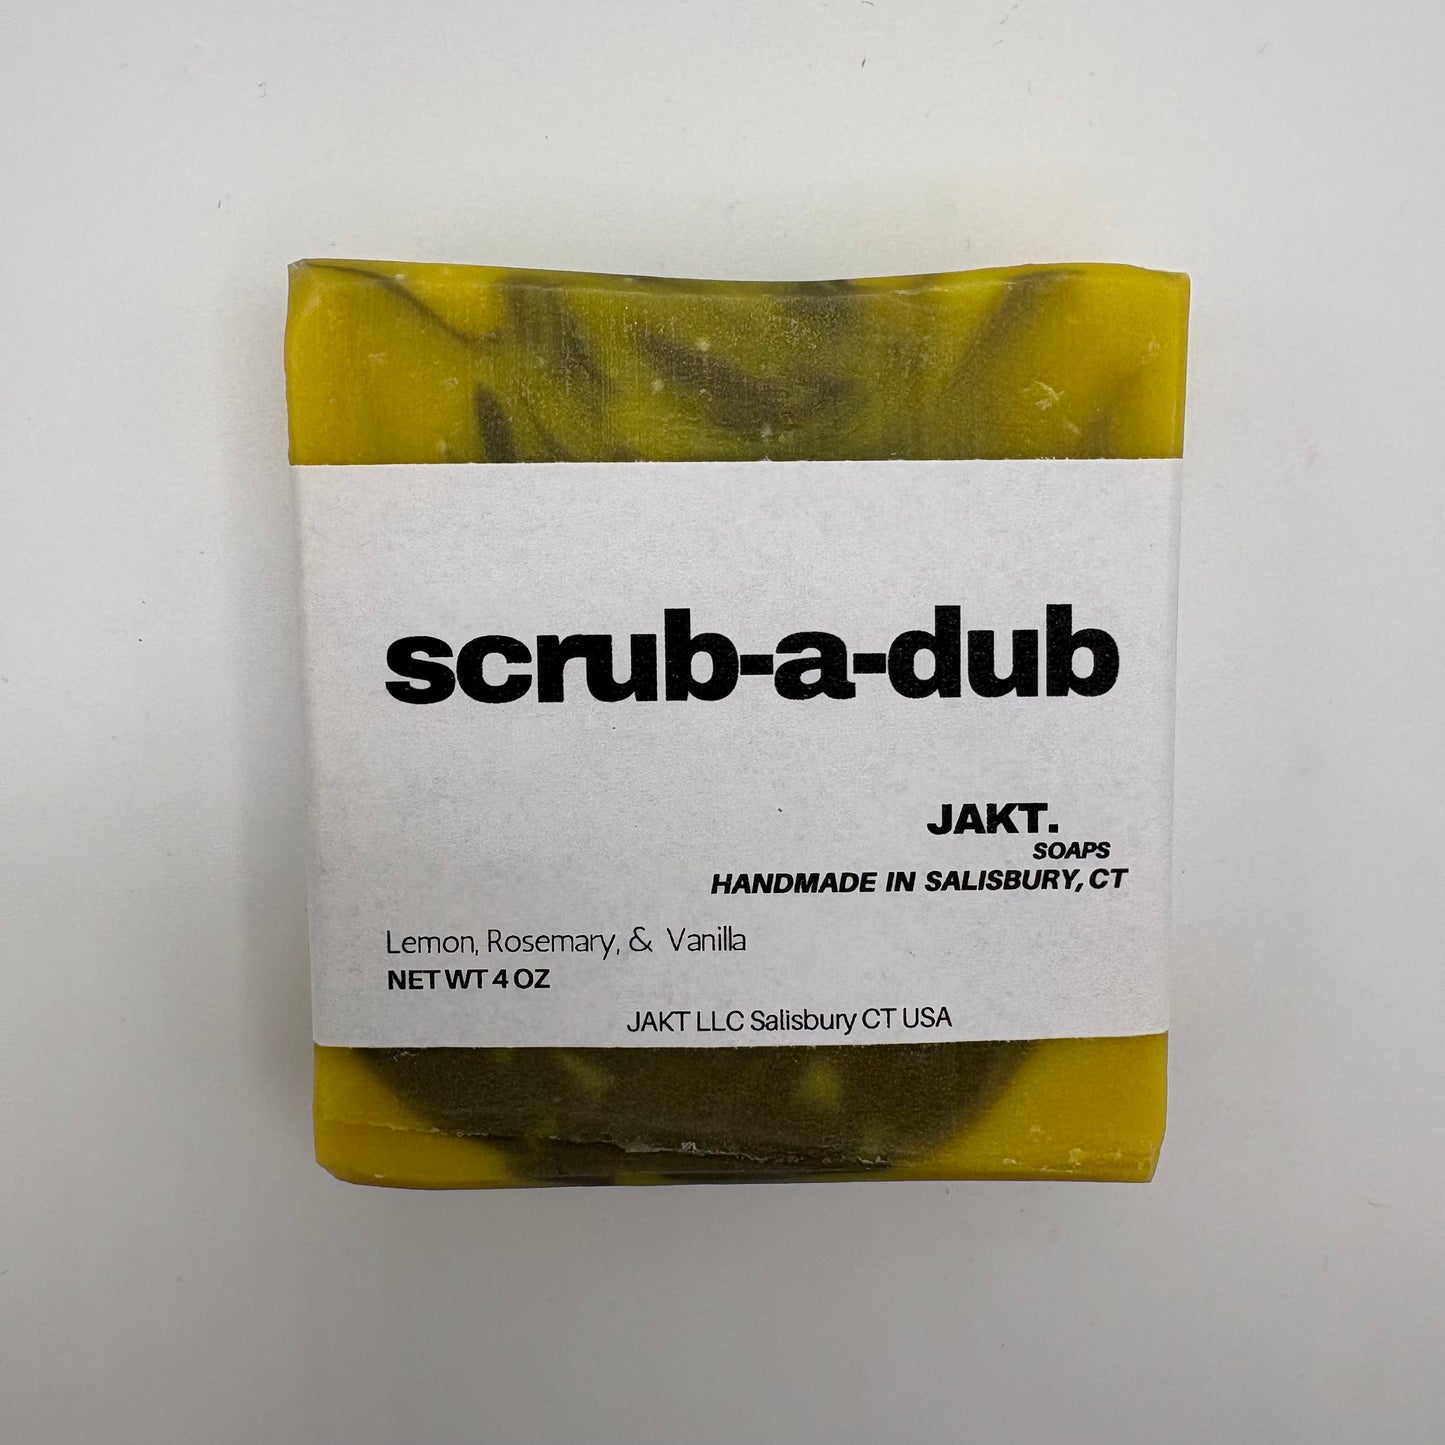 scrub-a-dub
JAKT.
SOAPS
HANDMADE IN SALISBURY, CT
Lemon, Rosemary, & Vanilla
NET WT 4 OZ
JAKT LLC Salisbury CT USA